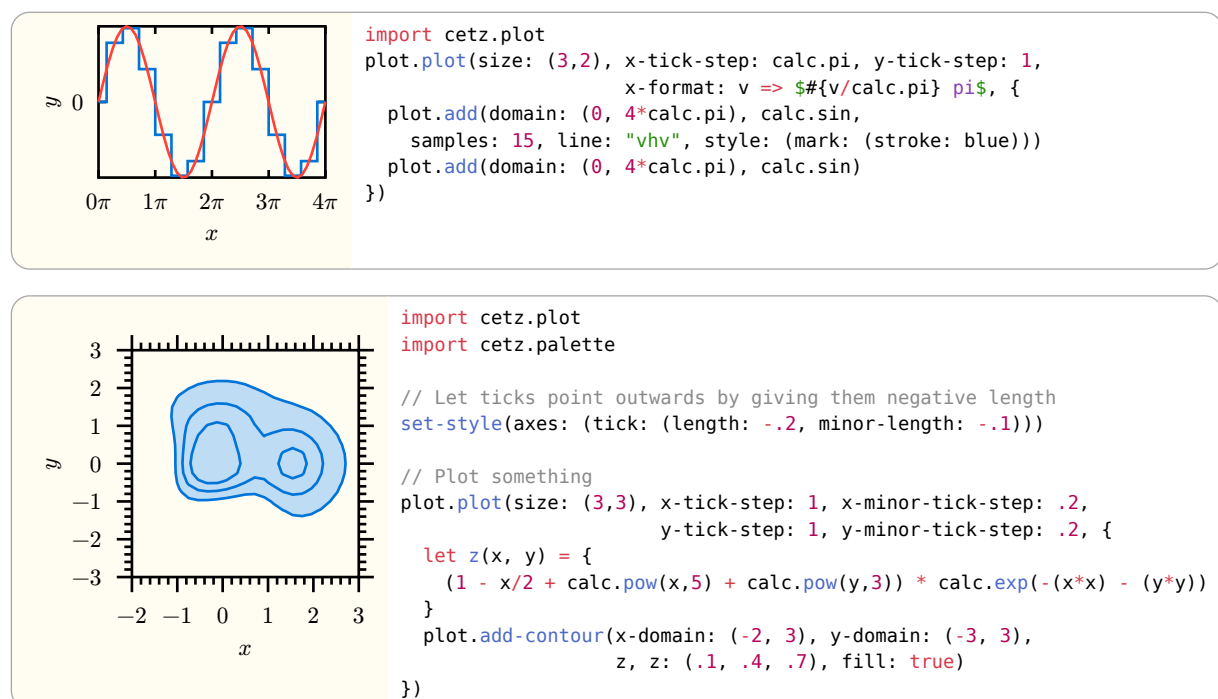 y
0
0π 1π 2π 3π 4π
x
import cetz.plot
plot.plot(size: (3,2), x-tick-step: calc.pi, y-tick-step: 1,
                       x-format: v => $#{v/calc.pi} pi$, {
  plot.add(domain: (0, 4*calc.pi), calc.sin,
    samples: 15, line: "vhv", style: (mark: (stroke: blue)))
  plot.add(domain: (0, 4*calc.pi), calc.sin)
})
3
2
1
y
0
−1
−2
−3
−2 −1 0 1 2 3
x
import cetz.plot
import cetz.palette
// Let ticks point outwards by giving them negative length
set-style(axes: (tick: (length: -.2, minor-length: -.1)))
// Plot something
plot.plot(size: (3,3), x-tick-step: 1, x-minor-tick-step: .2,
                       y-tick-step: 1, y-minor-tick-step: .2, {
  let z(x, y) = {
    (1 - x/2 + calc.pow(x,5) + calc.pow(y,3)) * calc.exp(-(x*x) - (y*y))
  }
  plot.add-contour(x-domain: (-2, 3), y-domain: (-3, 3),
                   z, z: (.1, .4, .7), fill: true)
})